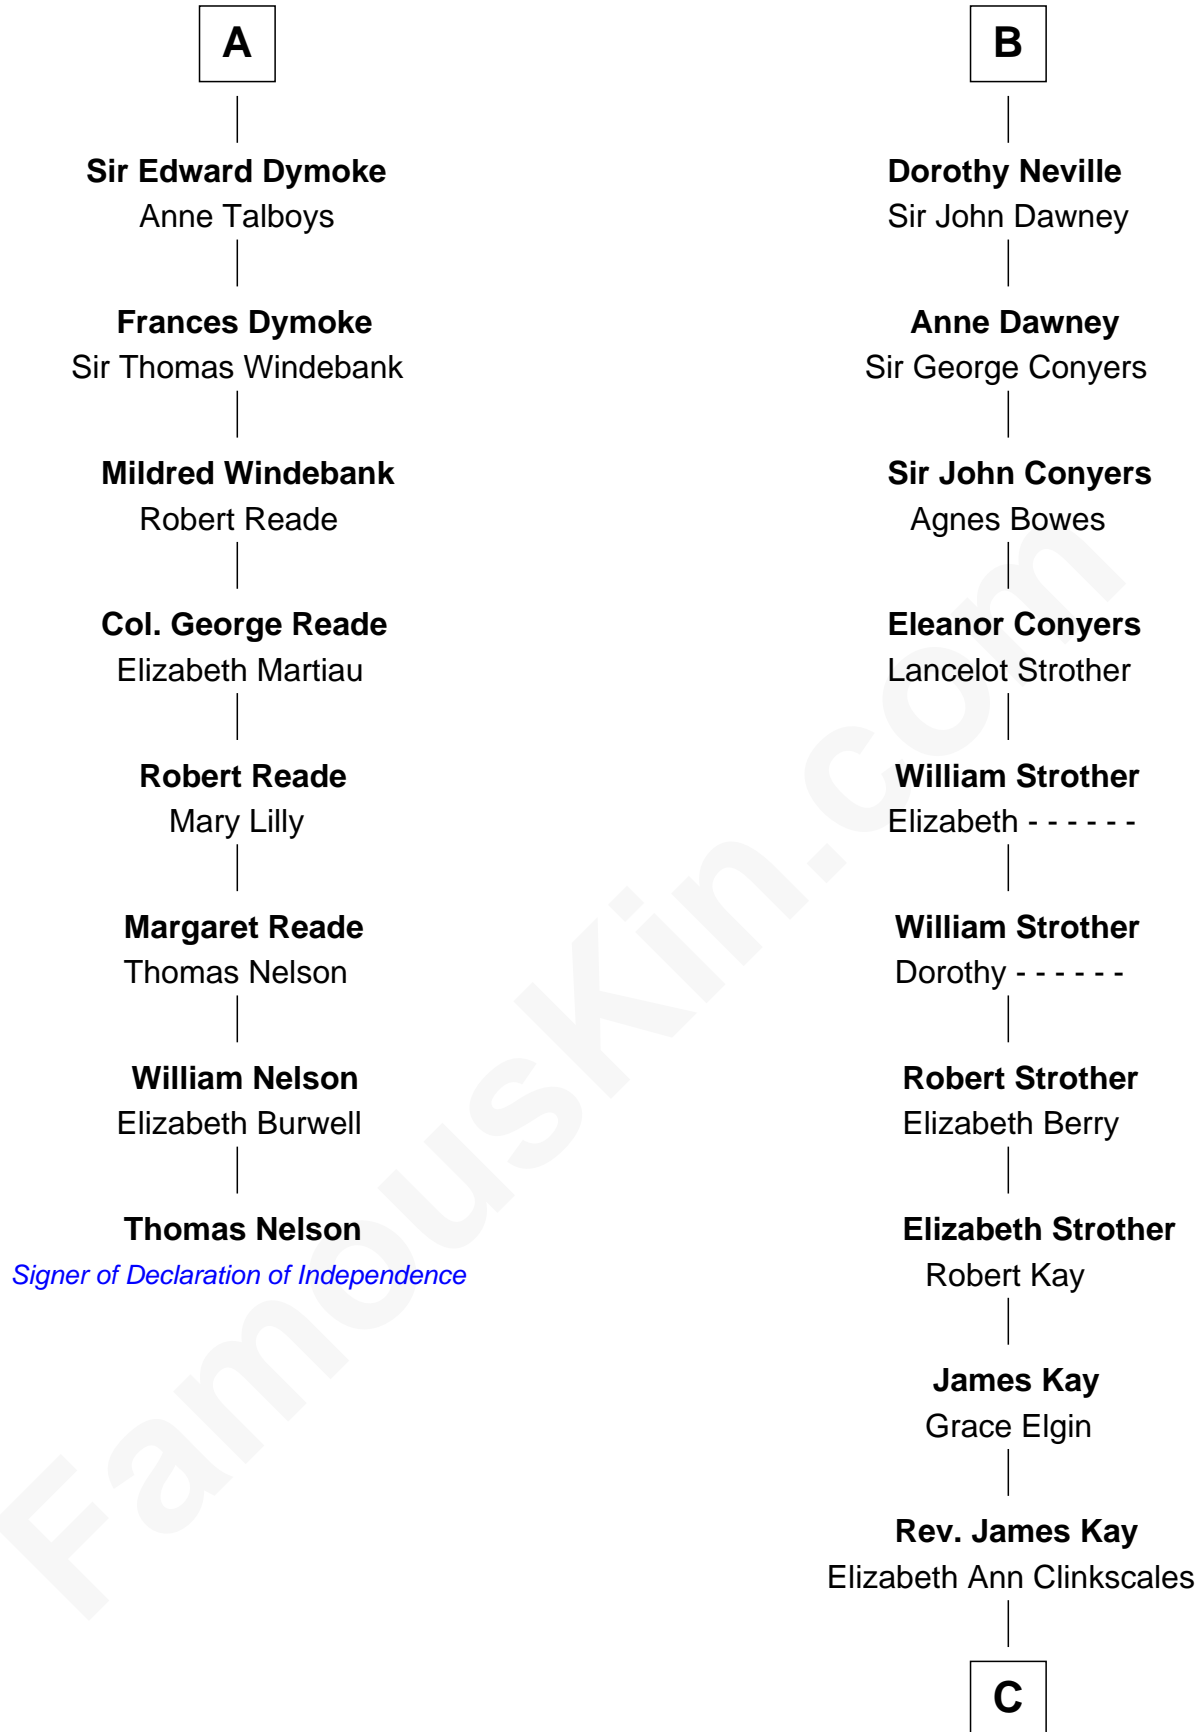 A
Sir Edward Dymoke
Anne Talboys
Frances Dymoke
Sir Thomas Windebank
Mildred Windebank
Robert Reade
Col. George Reade
Elizabeth Martiau
Robert Reade
Mary Lilly
Margaret Reade
Thomas Nelson
William Nelson
Elizabeth Burwell
Thomas Nelson
Signer of Declaration of Independence
B
Dorothy Neville
Sir John Dawney
Anne Dawney
Sir George Conyers
Sir John Conyers
Agnes Bowes
Eleanor Conyers
Lancelot Strother
William Strother
Elizabeth - - - - - -
William Strother
Dorothy - - - - - -
Robert Strother
Elizabeth Berry
Elizabeth Strother
Robert Kay
James Kay
Grace Elgin
Rev. James Kay
Elizabeth Ann Clinkscales
C
FamousKin.com